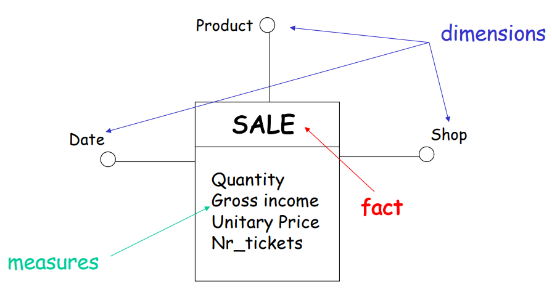 Product
dimensions
SALE
Date
Shop
Quantity
Gross income
Unitary Price
Nr_tickets
fact
measures